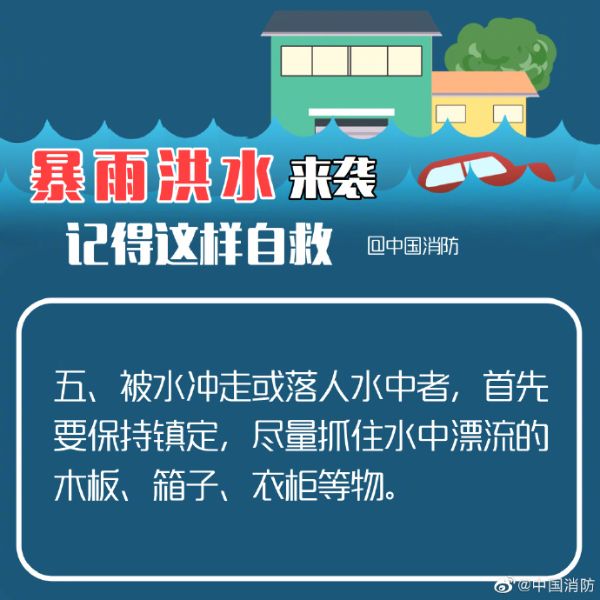 暴雨洪水来袭
记得这样自救 @中国消防
五、被水冲走或落人水中者，首先
要保持镇定，尽量抓住水中漂流的
木板、箱子、衣柜等物。
@中国消防